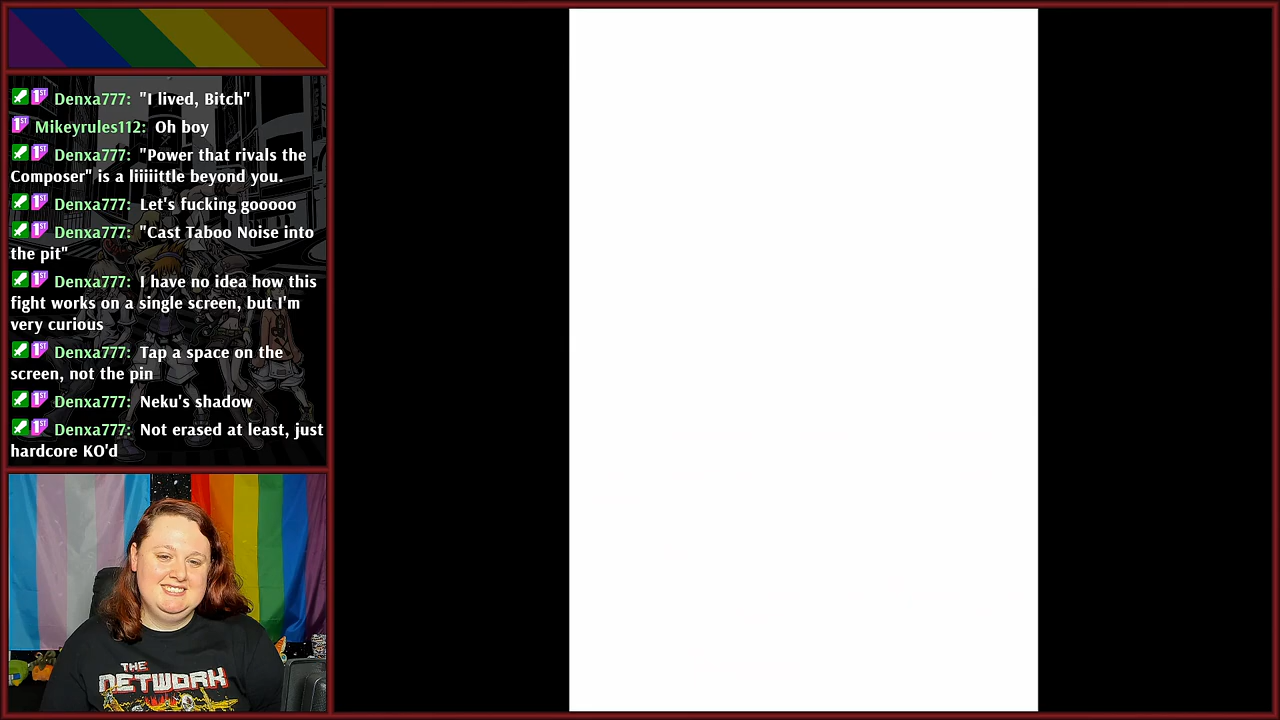 Denxa777: "I lived, Bitch"
Mikeyrules112: Oh boy
Denxa777: "Power that rivals the
Composer" is a liiiiittle beyond you.
Denxa777: Let's fucking gooooo
Denxa777: "Cast Taboo Noise into
the pit"
Denxa777: I have no idea how this
fight works on a single screen, but I'm
very curious
Denxa777: Tap a space on the
screen, not the pin
Denxa777: Neku's shadow
Denxa777: Not erased at least, just
hardcore KO'd
THE
NETWORK